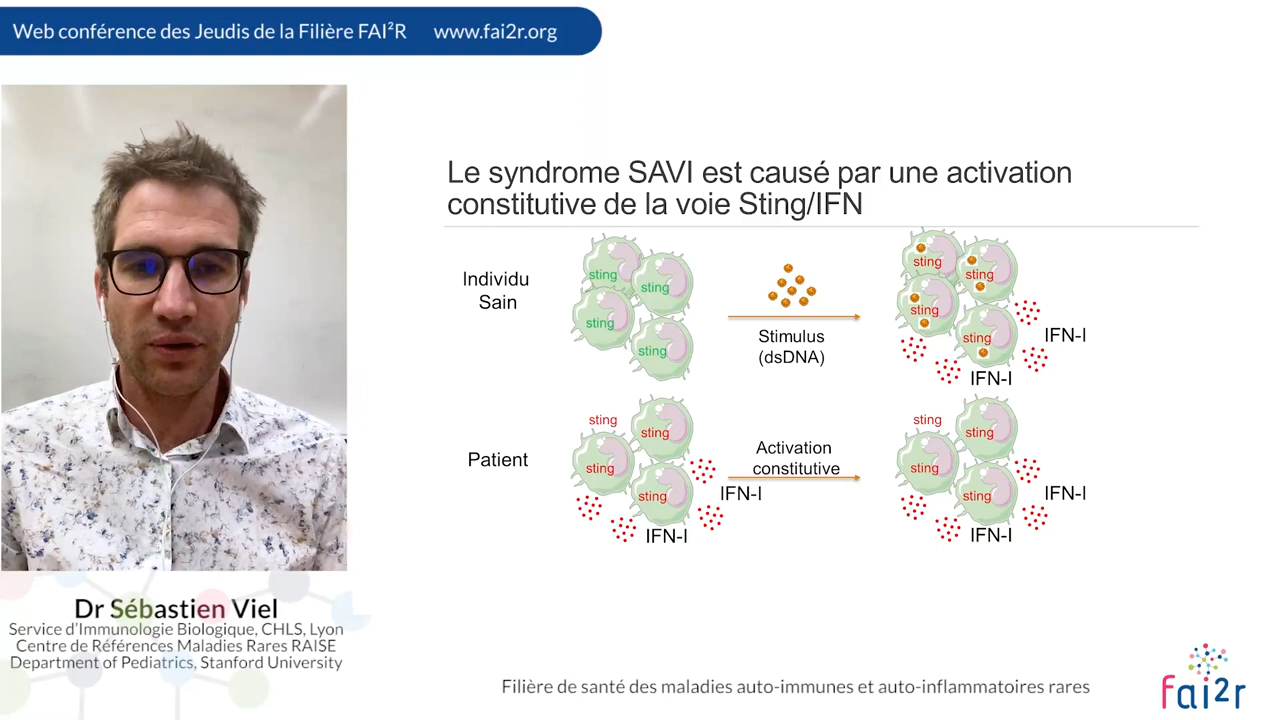 Web conférence des Jeudis de la Filière FAI²R www.fai2r.org
Le syndrome SAVI est causé par une activation
constitutive de la voie Sting/IFN
Individu
Sain
sting
sting
sting
sting
Stimulus
(dsDNA)
sting
sting
sting
sting
IFN-I
IFN-I
Patient
sting
sting
sting
sting
IFN-I
IFN-I
Activation
constitutive
sting
sting
sting
sting
IFN-I
IFN-I
Dr Sébastien Viel
Service d'Immunologie Biologique, CHLS, Lyon
Centre de Références Maladies Rares RAISE
Department of Pediatrics, Stanford University
Filière de santé des maladies auto-immunes et auto-inflammatoires rares
fai2r